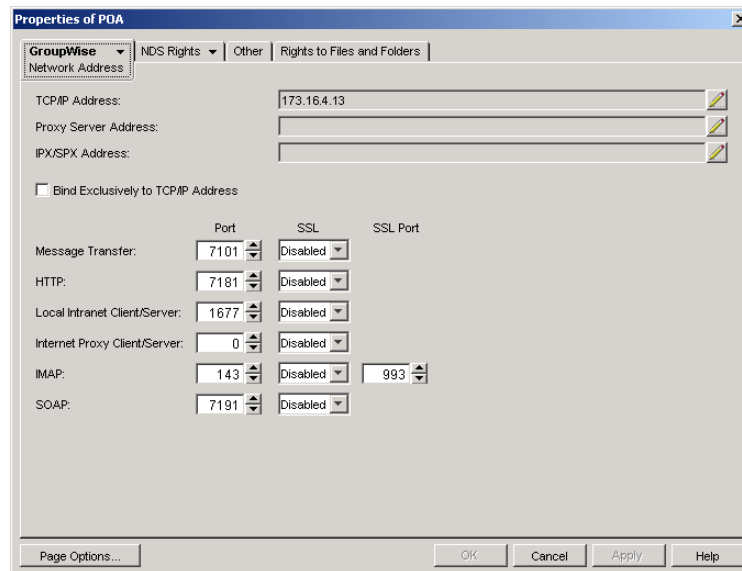 Properties of POA
GroupWise NDS Rights Other Rights to Files and Folders
Network Address
TCP/IP Address: 173.16.4.13
Proxy Server Address:
IPX/SPX Address:
Bind Exclusively to TCP/IP Address
Port SSL SSL Port
Message Transfer: 7101 Disabled
HTTP: 7181 Disabled
Local Intranet Client/Server: 1677 Disabled
Internet Proxy Client/Server: 0 Disabled
IMAP: 143 Disabled 993
SOAP: 7191 Disabled
Page Options... OK Cancel Apply Help